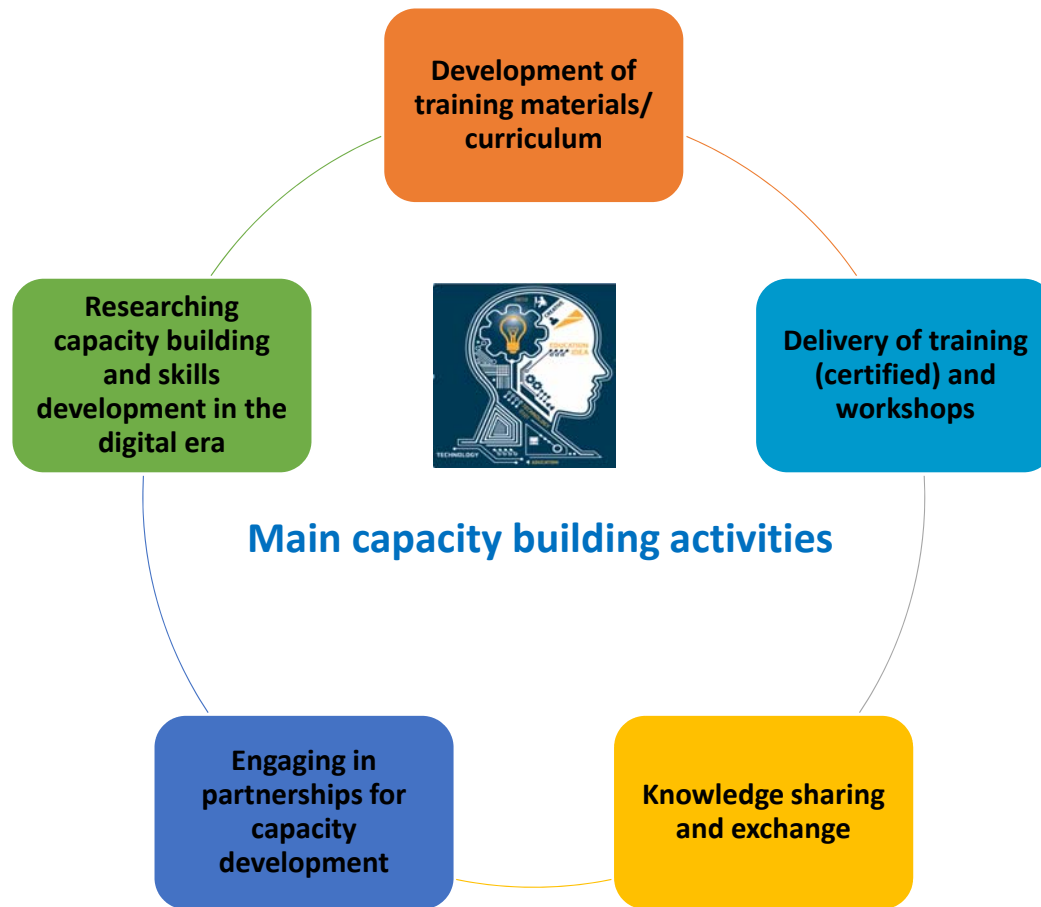 Development of
training materials/
curriculum
Researching
capacity building
and skills
development in the
digital era
CREATIVE
EDUCATION
IDEA
TECHNOLOGY
EDUCATION
Delivery of training
(certified) and
workshops
Main capacity building activities
Engaging in
partnerships for
capacity
development
Knowledge sharing
and exchange